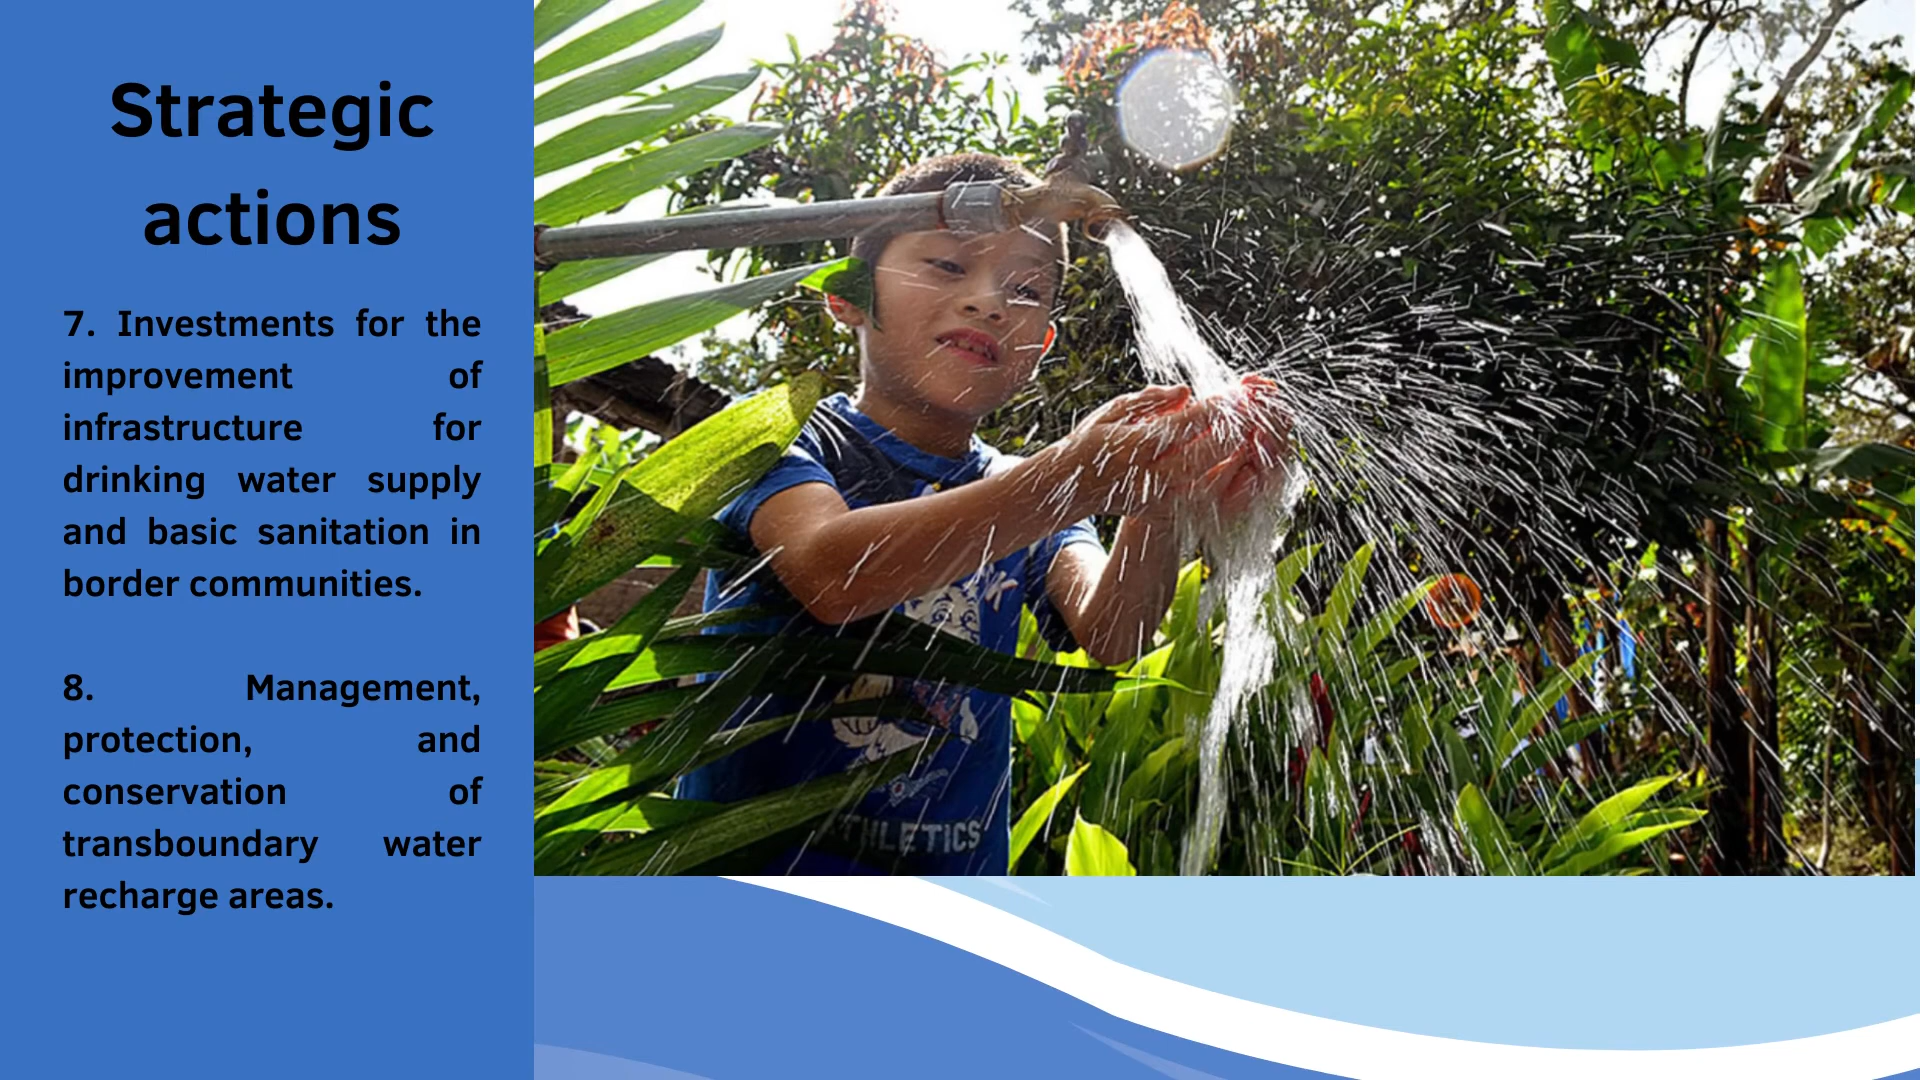 Strategic
actions
7. Investments for the
improvement of
infrastructure for
drinking water supply
and basic sanitation in
border communities.
8. Management,
protection, and
conservation of
transboundary water
recharge areas.
THLETICS